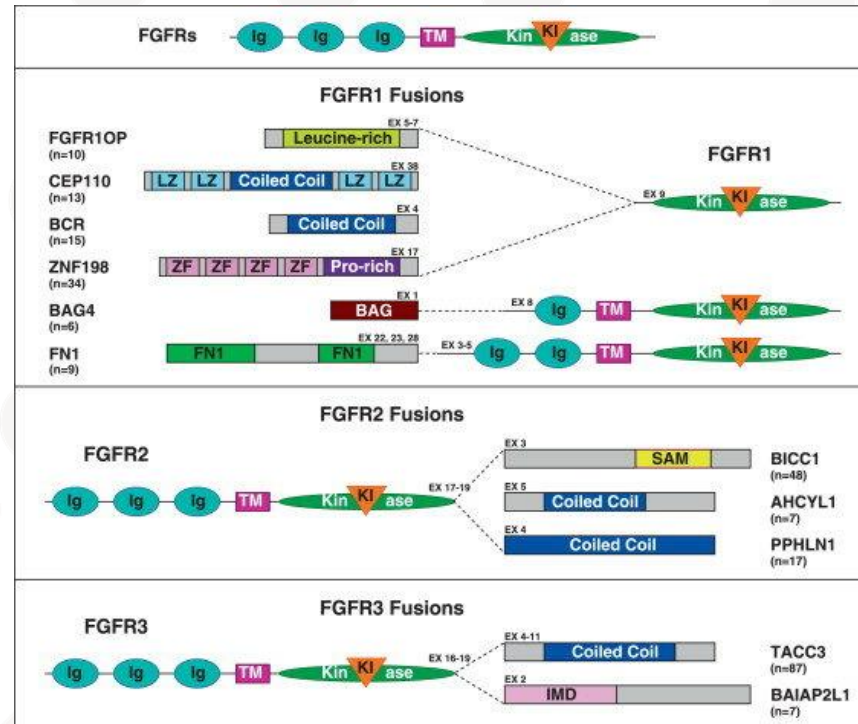 FGFRs Ig Ig Ig TM Kin KI ase
FGFR1 Fusions
EX 5-7
FGFR1OP Leucine-rich
(n=10)
FGFR1
EX 38
CEP110 LZ LZ Coiled Coil LZ LZ
(n=13)
EX 9 Kin KI ase
EX 4
BCR Coiled Coil
(n=15)
EX 17
ZNF198 ZF ZF ZF ZF Pro-rich
(n=34)
EX 1
BAG4 BAG EX 8 Ig TM Kin KI ase
(n=6)
EX 22, 23, 28
FN1 FN1 FN1 EX 3-5 Ig Ig TM Kin KI ase
(n=9)
FGFR2 Fusions
FGFR2
Ig Ig Ig TM Kin KI ase EX 17-19
EX 3
SAM BICC1
(n=48)
EX 5
Coiled Coil AHCYL1
(n=7)
EX 4
Coiled Coil PPHLN1
(n=17)
FGFR3 Fusions
FGFR3
Ig Ig Ig TM Kin KI ase EX 16-19
EX 4-11
Coiled Coil TACC3
(n=87)
EX 2
IMD BAIAP2L1
(n=7)